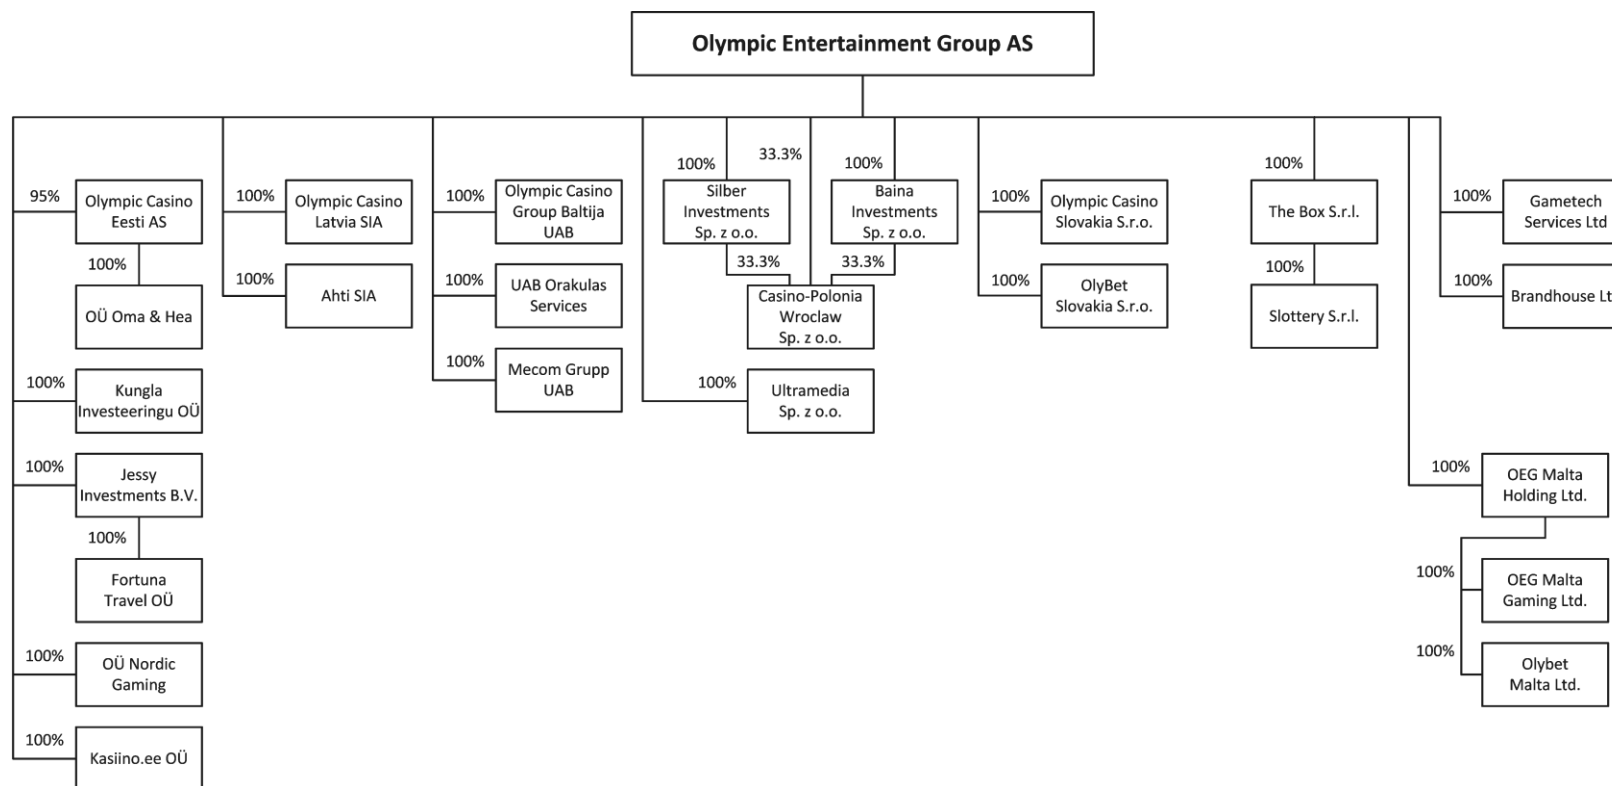 Olympic Entertainment Group AS
95%
Olympic Casino
Eesti AS
100%
OÜ Oma & Hea
100%
Kungla
Investeeringu OÜ
100%
Jessy
Investments B.V.
100%
Fortuna
Travel OÜ
100%
OÜ Nordic
Gaming
100%
Kasiino.ee OÜ
100%
Olympic Casino
Latvia SIA
100%
Ahti SIA
100%
Olympic Casino
Group Baltija
UAB
100%
UAB Orakulas
Services
100%
Mecom Grupp
UAB
100%
Silber
Investments
Sp. z o.o.
33.3%
33.3%
100%
Baina
Investments
Sp. z o.o.
33.3%
Casino-Polonia
Wroclaw
Sp. z o.o.
100%
Ultramedia
Sp. z o.o.
100%
Olympic Casino
Slovakia S.r.o.
100%
OlyBet
Slovakia S.r.o.
100%
The Box S.r.l.
100%
Slottery S.r.l.
100%
Gametech
Services Ltd
100%
Brandhouse Lt
100%
OEG Malta
Holding Ltd.
100%
OEG Malta
Gaming Ltd.
100%
Olybet
Malta Ltd.